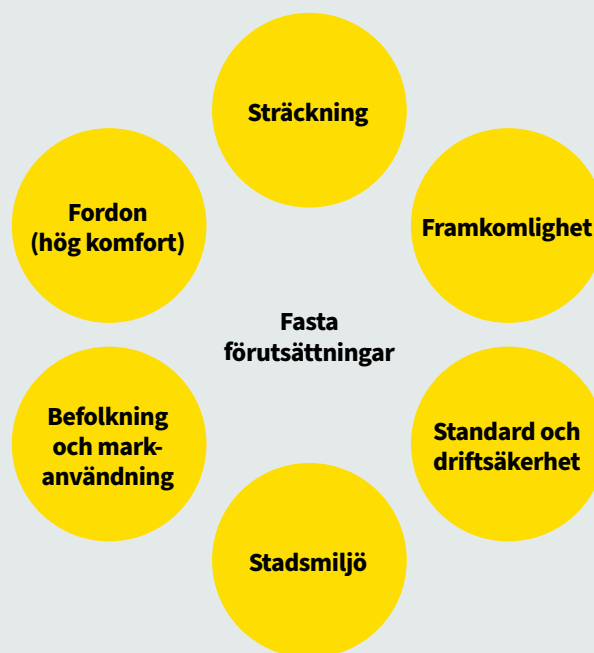 Sträckning
Fordon
(hög komfort)
Framkomlighet
Fasta
förutsättningar
Befolkning
och mark-
användning
Standard och
driftsäkerhet
Stadsmiljö